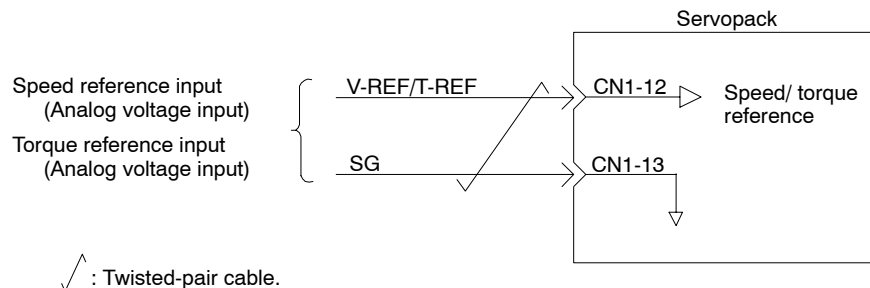 Servopack
Speed reference input
(Analog voltage input)
Torque reference input
(Analog voltage input)
V-REF/T-REF
SG
CN1-12
CN1-13
Speed/ torque
reference
: Twisted-pair cable.